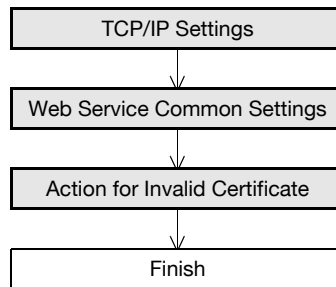 TCP/IP Settings
Web Service Common Settings
Action for Invalid Certificate
Finish